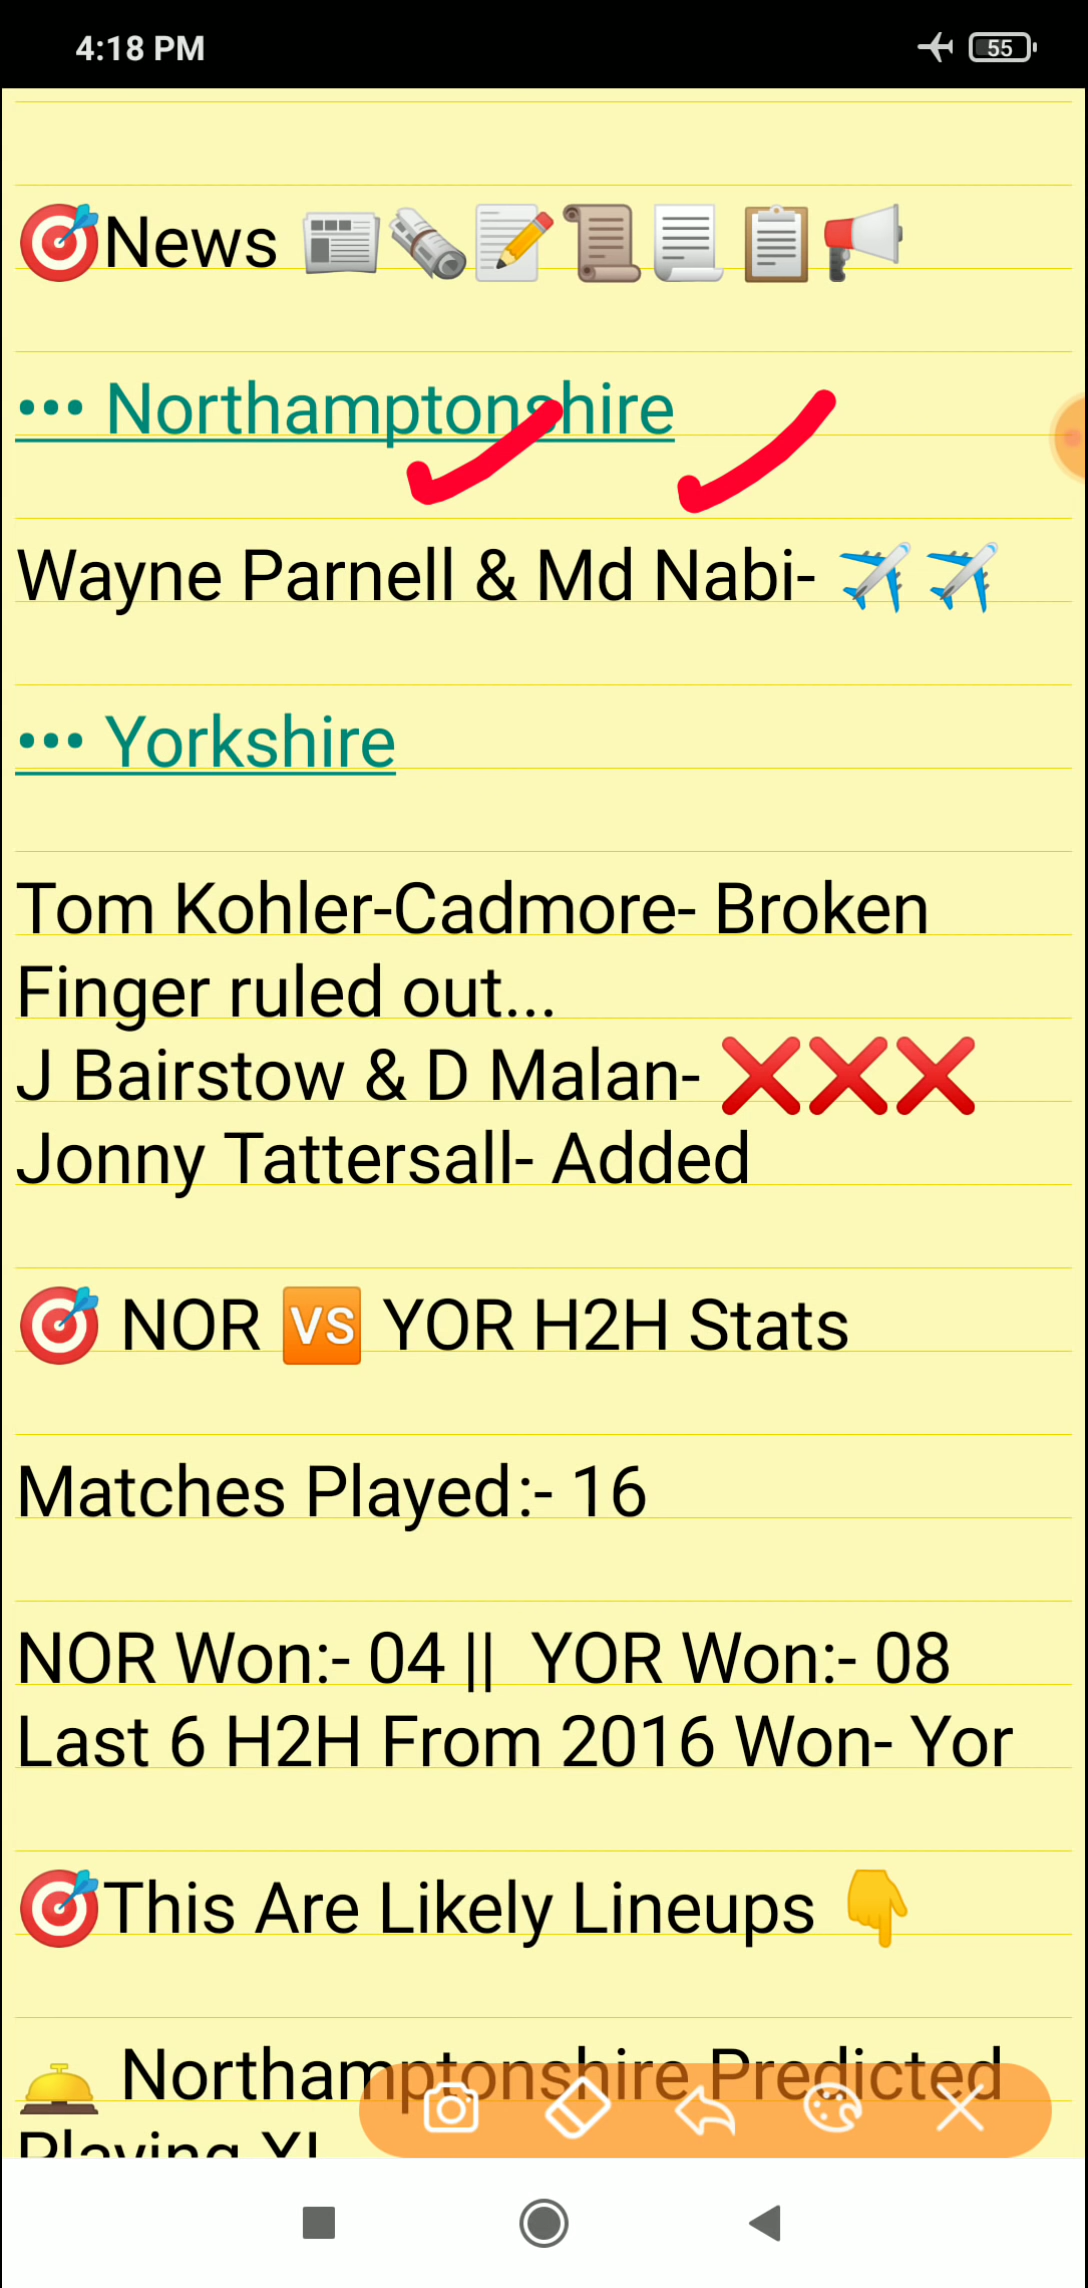 4:18 PM
55
🎯News 📰🗞️📝📜📃📋📢
••• Northamptonshire
Wayne Parnell & Md Nabi- ✈️✈️
••• Yorkshire
Tom Kohler-Cadmore- Broken
Finger ruled out...
J Bairstow & D Malan- ❌❌❌
Jonny Tattersall- Added
🎯 NOR 🆚 YOR H2H Stats
Matches Played:- 16
NOR Won:- 04 || YOR Won:- 08
Last 6 H2H From 2016 Won- Yor
🎯This Are Likely Lineups 👇
🛎️ Northamptonshire Predicted
Playing XI